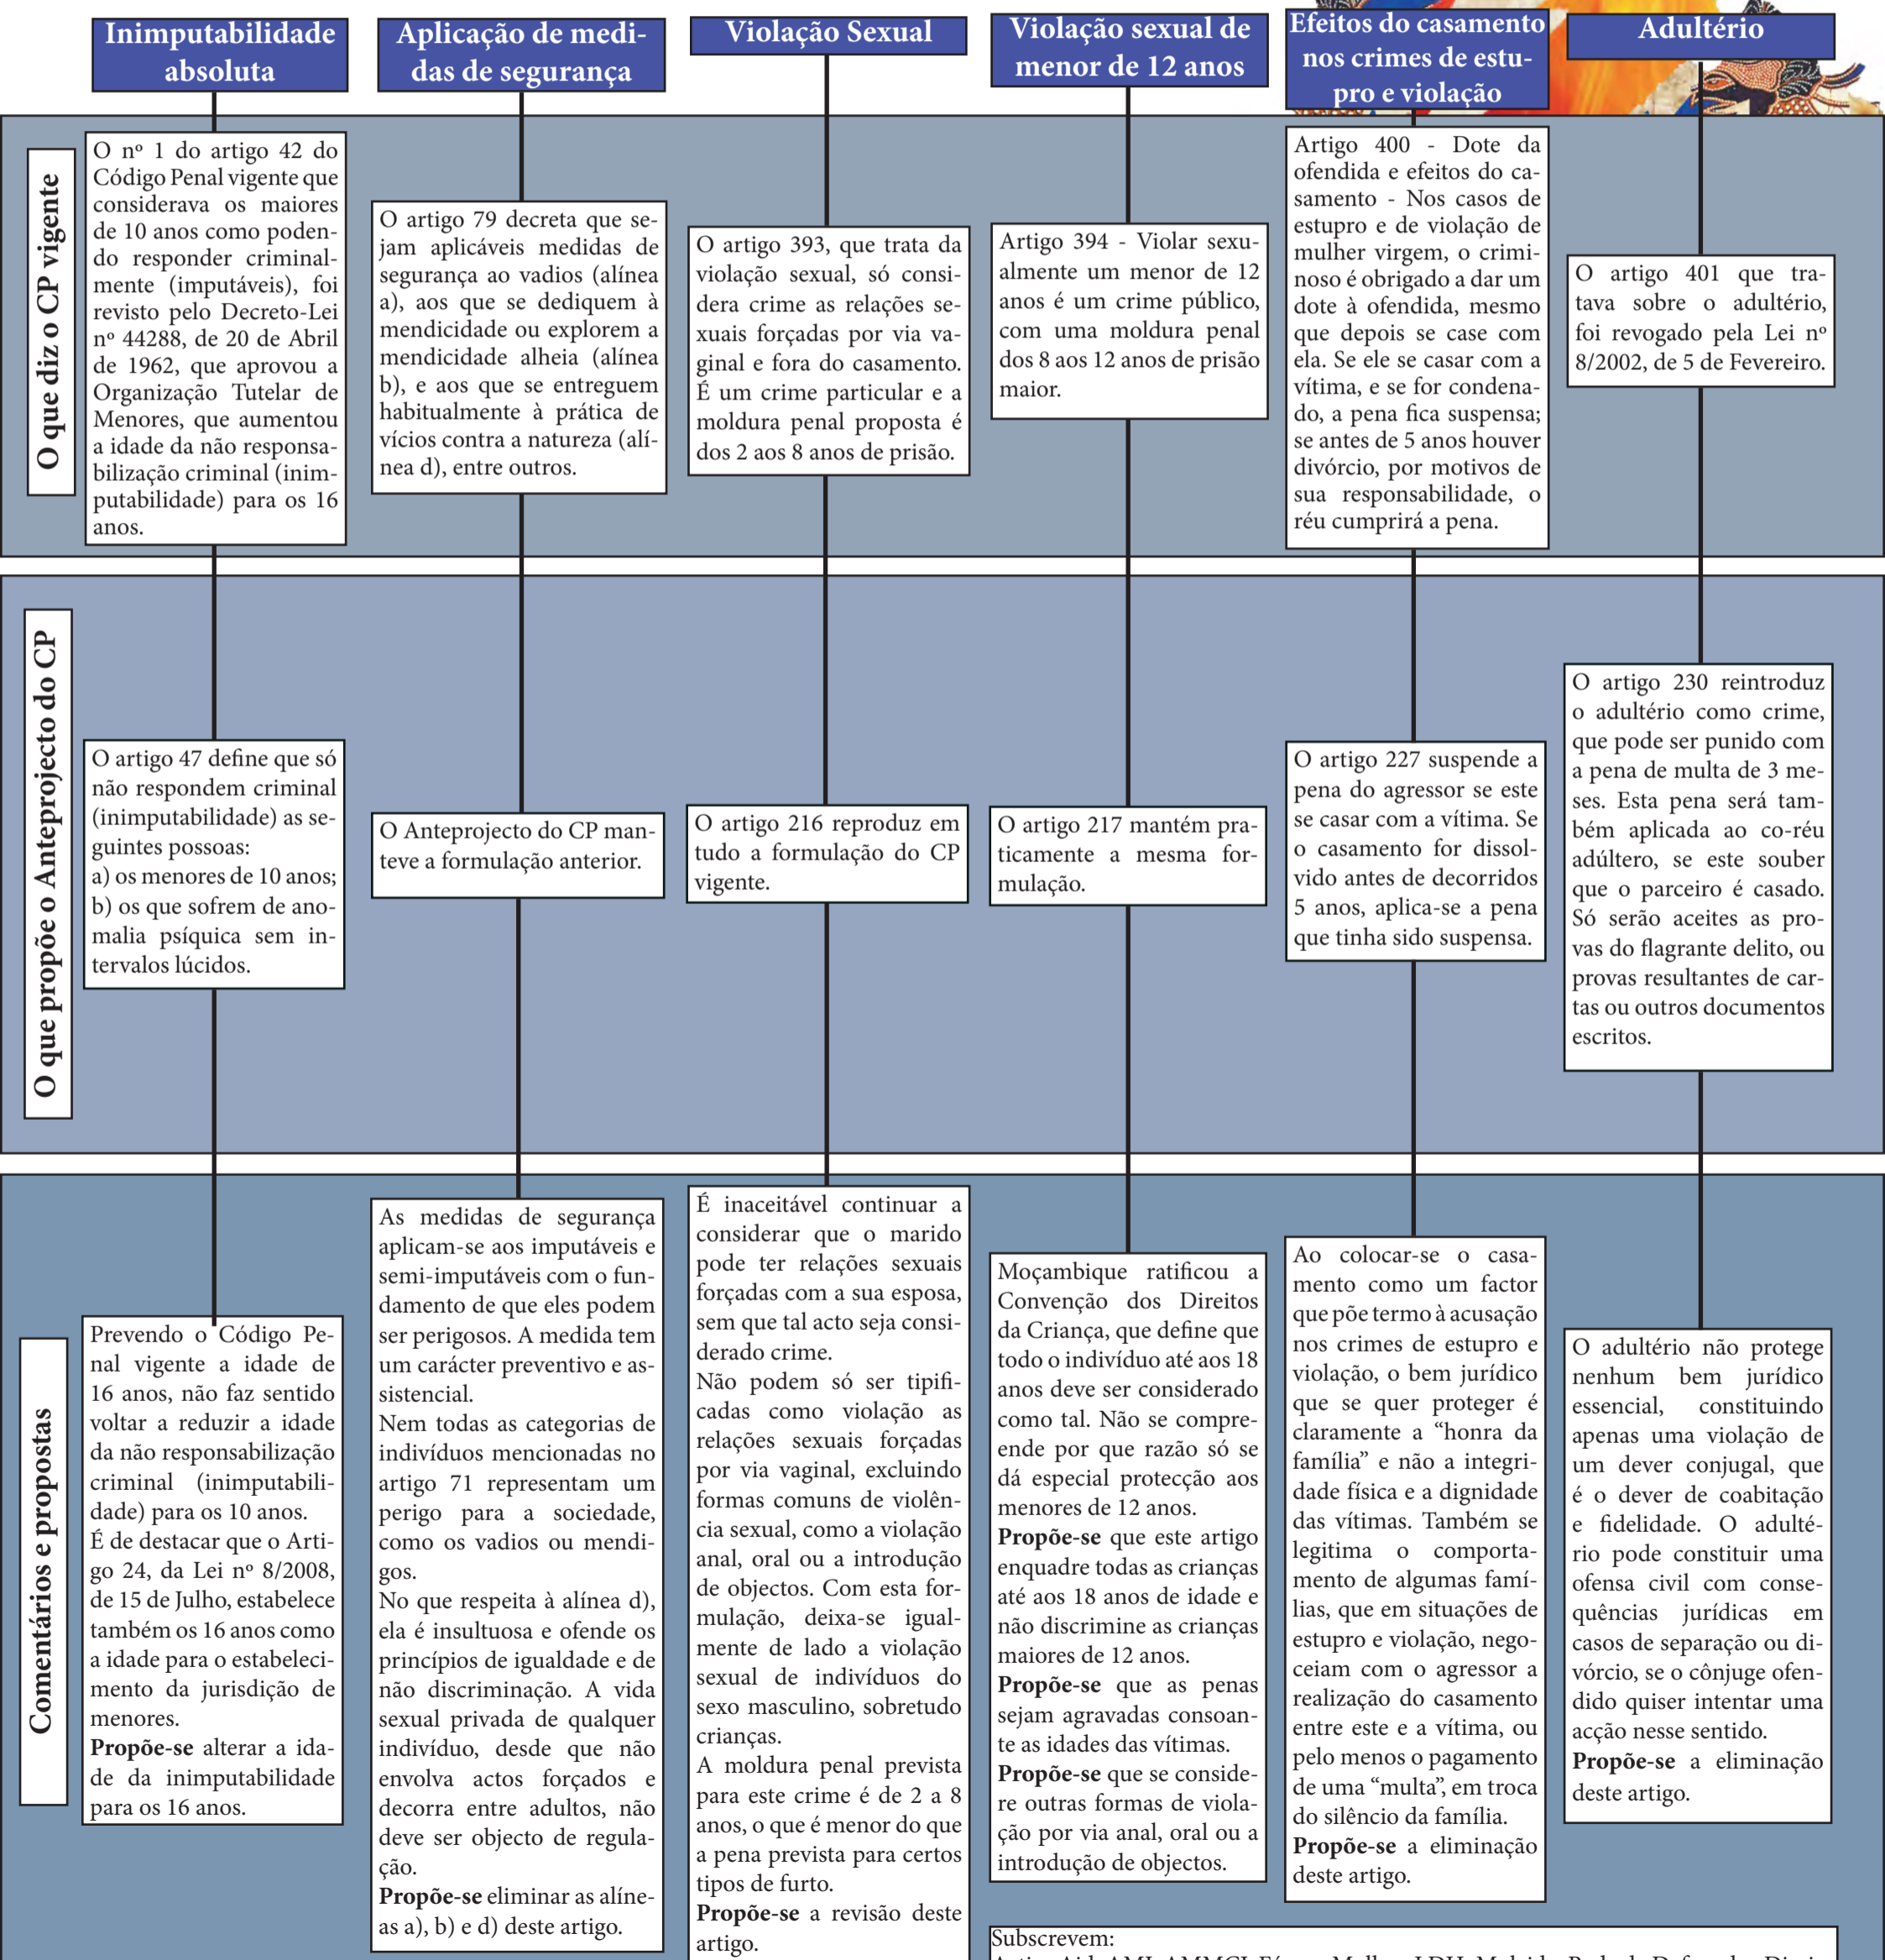 Inimputabilidade
absoluta
Aplicação de medi-
das de segurança
Violação Sexual
Violação sexual de
menor de 12 anos
Efeitos do casamento
nos crimes de estu-
pro e violação
Adultério
O que diz o CP vigente
O nº 1 do artigo 42 do
Código Penal vigente que
considerava os maiores
de 10 anos como poden-
do responder criminal-
mente (imputáveis), foi
revisto pelo Decreto-Lei
nº 44288, de 20 de Abril
de 1962, que aprovou a
Organização Tutelar de
Menores, que aumentou
a idade da não responsa-
bilização criminal (inim-
putabilidade) para os 16
anos.
O artigo 79 decreta que se-
jam aplicáveis medidas de
segurança ao vadios (alínea
a), aos que se dediquem à
mendicidade ou explorem a
mendicidade alheia (alínea
b), e aos que se entreguem
habitualmente à prática de
vícios contra a natureza (alí-
nea d), entre outros.
O artigo 393, que trata da
violação sexual, só consi-
dera crime as relações se-
xuais forçadas por via va-
ginal e fora do casamento.
É um crime particular e a
moldura penal proposta é
dos 2 aos 8 anos de prisão.
Artigo 394 - Violar sexu-
almente um menor de 12
anos é um crime público,
com uma moldura penal
dos 8 aos 12 anos de prisão
maior.
Artigo 400 - Dote da
ofendida e efeitos do ca-
samento - Nos casos de
estupro e de violação de
mulher virgem, o crimi-
noso é obrigado a dar um
dote à ofendida, mesmo
que depois se case com
ela. Se ele se casar com a
vítima, e se for condena-
do, a pena fica suspensa;
se antes de 5 anos houver
divórcio, por motivos de
sua responsabilidade, o
réu cumprirá a pena.
O artigo 401 que tra-
tava sobre o adultério,
foi revogado pela Lei nº
8/2002, de 5 de Fevereiro.
O que propõe o Anteprojecto do CP
O artigo 47 define que só
não respondem criminal
(inimputabilidade) as se-
guintes possoas:
a) os menores de 10 anos;
b) os que sofrem de ano-
malia psíquica sem in-
tervalos lúcidos.
O Anteprojecto do CP man-
teve a formulação anterior.
O artigo 216 reproduz em
tudo a formulação do CP
vigente.
O artigo 217 mantém pra-
ticamente a mesma for-
mulação.
O artigo 227 suspende a
pena do agressor se este
se casar com a vítima. Se
o casamento for dissol-
vido antes de decorridos
5 anos, aplica-se a pena
que tinha sido suspensa.
O artigo 230 reintroduz
o adultério como crime,
que pode ser punido com
a pena de multa de 3 me-
ses. Esta pena será tam-
bém aplicada ao co-réu
adúltero, se este souber
que o parceiro é casado.
Só serão aceites as pro-
vas do flagrante delito, ou
provas resultantes de car-
tas ou outros documentos
escritos.
Comentários e propostas
Prevendo o Código Pe-
nal vigente a idade de
16 anos, não faz sentido
voltar a reduzir a idade
da não responsabilização
criminal (inimputabili-
dade) para os 10 anos.
É de destacar que o Arti-
go 24, da Lei nº 8/2008,
de 15 de Julho, estabelece
também os 16 anos como
a idade para o estabeleci-
mento da jurisdição de
menores.
Propõe-se alterar a ida-
de da inimputabilidade
para os 16 anos.
As medidas de segurança
aplicam-se aos imputáveis e
semi-imputáveis com o fun-
damento de que eles podem
ser perigosos. A medida tem
um carácter preventivo e as-
sistencial.
Nem todas as categorias de
indivíduos mencionadas no
artigo 71 representam um
perigo para a sociedade,
como os vadios ou mendi-
gos.
No que respeita à alínea d),
ela é insultuosa e ofende os
princípios de igualdade e de
não discriminação. A vida
sexual privada de qualquer
indivíduo, desde que não
envolva actos forçados e
decorra entre adultos, não
deve ser objecto de regula-
ção.
Propõe-se eliminar as alíne-
as a), b) e d) deste artigo.
É inaceitável continuar a
considerar que o marido
pode ter relações sexuais
forçadas com a sua esposa,
sem que tal acto seja consi-
derado crime.
Não podem só ser tipifi-
cadas como violação as
relações sexuais forçadas
por via vaginal, excluindo
formas comuns de violên-
cia sexual, como a violação
anal, oral ou a introdução
de objectos. Com esta for-
mulação, deixa-se igual-
mente de lado a violação
sexual de indivíduos do
sexo masculino, sobretudo
crianças.
A moldura penal prevista
para este crime é de 2 a 8
anos, o que é menor do que
a pena prevista para certos
tipos de furto.
Propõe-se a revisão deste
artigo.
Moçambique ratificou a
Convenção dos Direitos
da Criança, que define que
todo o indivíduo até aos 18
anos deve ser considerado
como tal. Não se compre-
ende por que razão só se
dá especial protecção aos
menores de 12 anos.
Propõe-se que este artigo
enquadre todas as crianças
até aos 18 anos de idade e
não discrimine as crianças
maiores de 12 anos.
Propõe-se que as penas
sejam agravadas consoan-
te as idades das vítimas.
Propõe-se que se conside-
re outras formas de viola-
ção por via anal, oral ou a
introdução de objectos.
Ao colocar-se o casa-
mento como um factor
que põe termo à acusação
nos crimes de estupro e
violação, o bem jurídico
que se quer proteger é
claramente a “honra da
família” e não a integri-
dade física e a dignidade
das vítimas. Também se
legitima o comporta-
mento de algumas famí-
lias, que em situações de
estupro e violação, nego-
ceiam com o agressor a
realização do casamento
entre este e a vítima, ou
pelo menos o pagamento
de uma “multa”, em troca
do silêncio da família.
Propõe-se a eliminação
deste artigo.
O adultério não protege
nenhum bem jurídico
essencial, constituindo
apenas uma violação de
um dever conjugal, que
é o dever de coabitação
e fidelidade. O adulté-
rio pode constituir uma
ofensa civil com conse-
quências jurídicas em
casos de separação ou di-
vórcio, se o cônjuge ofen-
dido quiser intentar uma
acção nesse sentido.
Propõe-se a eliminação
deste artigo.
Subscrevem: